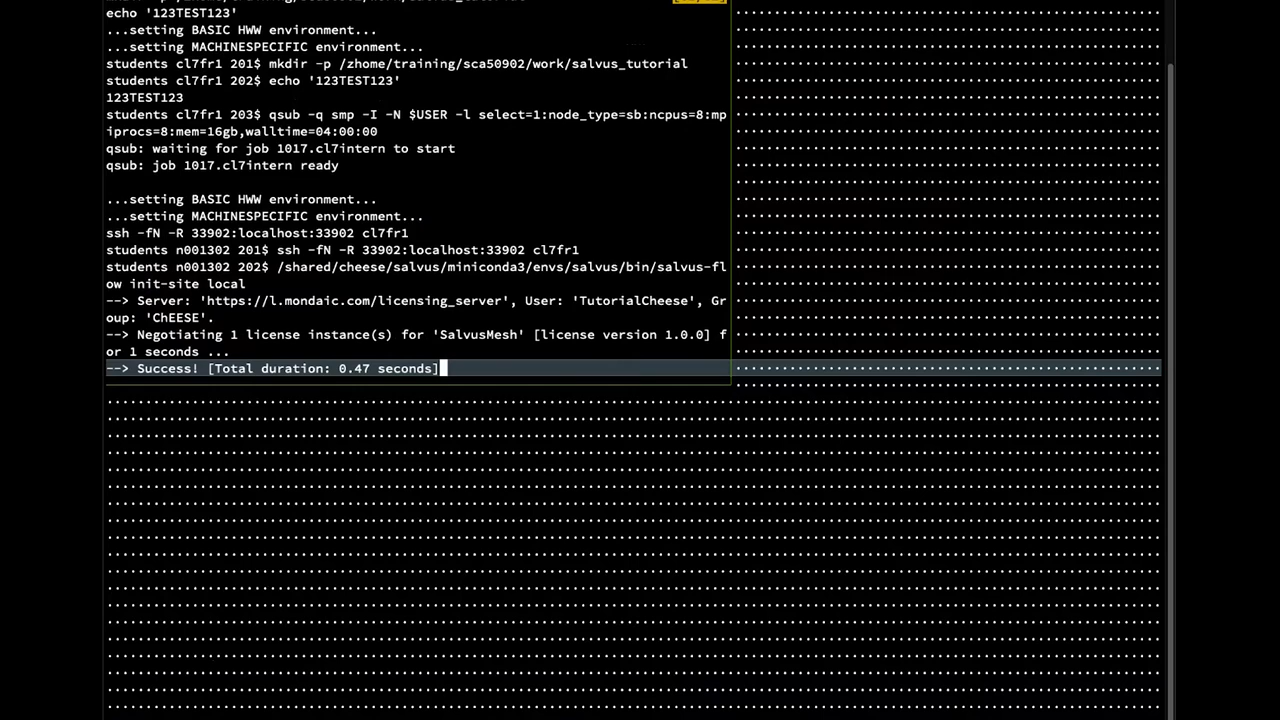 echo '123TEST123'
...setting BASIC HWW environment...
...setting MACHINESPECIFIC environment...
students cl7fr1 201$ mkdir -p /zhome/training/sca50902/work/salvus_tutorial
students cl7fr1 202$ echo '123TEST123'
123TEST123
students cl7fr1 203$ qsub -q smp -I -N $USER -l select=1:node_type=sb:ncpus=8:mp
iprocs=8:mem=16gb,walltime=04:00:00
qsub: waiting for job 1017.cl7intern to start
qsub: job 1017.cl7intern ready
...setting BASIC HWW environment...
...setting MACHINESPECIFIC environment...
ssh -fN -R 33902:localhost:33902 cl7fr1
students n001302 201$ ssh -fN -R 33902:localhost:33902 cl7fr1
students n001302 202$ /shared/cheese/salvus/miniconda3/envs/salvus/bin/salvus-fl
ow init-site local
--> Server: 'https://l.mondaic.com/licensing_server', User: 'TutorialCheese', Gr
oup: 'ChEESE'.
--> Negotiating 1 license instance(s) for 'SalvusMesh' [license version 1.0.0] f
or 1 seconds ...
--> Success! [Total duration: 0.47 seconds]